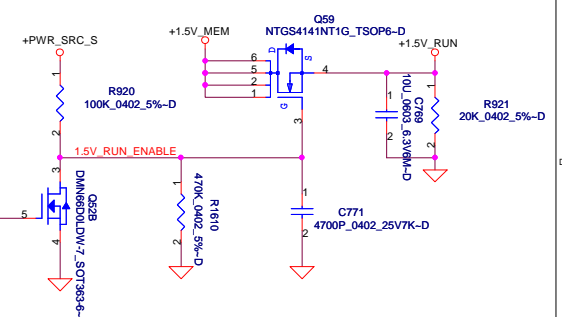 Q59
NTGS4141NT1G_TSOP6~D
+PWR_SRC_S
+1.5V_MEM
+1.5V_RUN
D
S
G
6
5
2
1
4
3
1
R920
100K_0402_5%~D
2
1
C769
10U_0603_6.3V6M~D
2
1
R921
20K_0402_5%~D
2
1.5V_RUN_ENABLE
3
Q52B
DMN66D0LDW-7_SOT363-6~
5
4
1
R1610
470K_0402_5%~D
2
1
C771
4700P_0402_25V7K~D
2